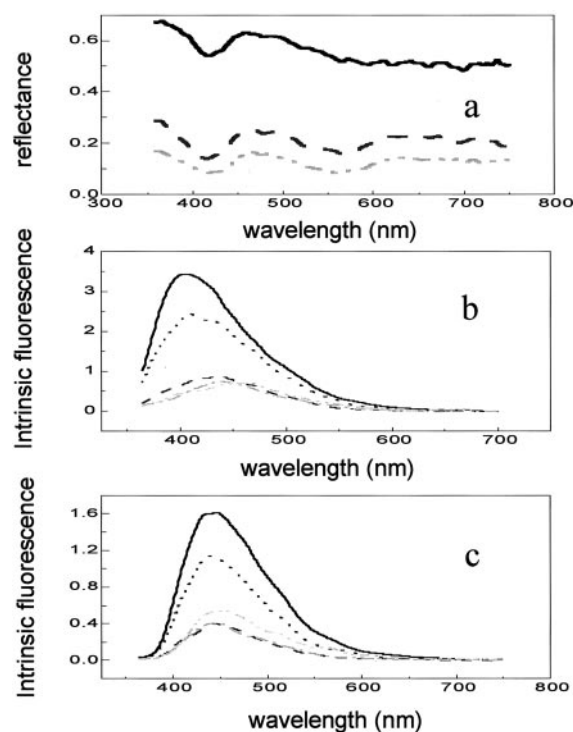 0.6
0.4
0.2
0.0
reflectance
a
300 400 500 600 700 800
wavelength (nm)
4
3
2
1
0
Intrinsic fluorescence
b
400 500 600 700
wavelength (nm)
1.6
1.2
0.8
0.4
0.0
Intrinsic fluorescence
c
400 500 600 700 800
wavelength (nm)